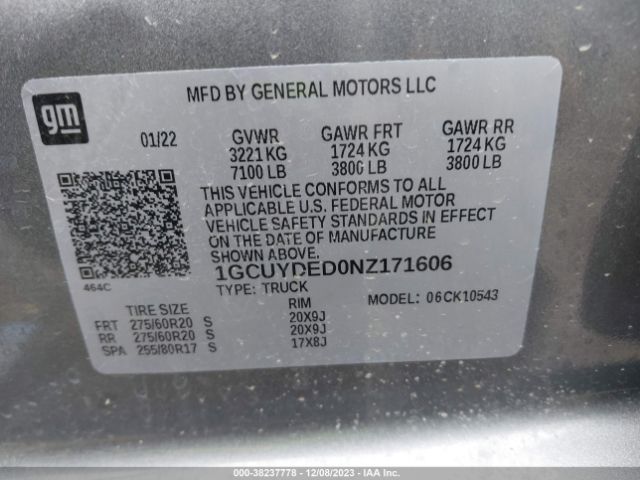 gm
MFD BY GENERAL MOTORS LLC
01/22 GVWR GAWR FRT GAWR RR
3221 KG 1724 KG 1724 KG
7100 LB 3800 LB 3800 LB
THIS VEHICLE CONFORMS TO ALL
APPLICABLE U.S. FEDERAL MOTOR
VEHICLE SAFETY STANDARDS IN EFFECT
ON THE DATE OF MANUFACTURE
SHOWN ABOVE.
464C
1GCUYDED0NZ171606
TYPE: TRUCK MODEL: 06CK10543
TIRE SIZE RIM
FRT 275/60R20 S 20X9J
RR 275/60R20 S 20X9J
SPA 255/80R17 S 17X8J
000-38237778 - 12/08/2023 - IAA Inc.